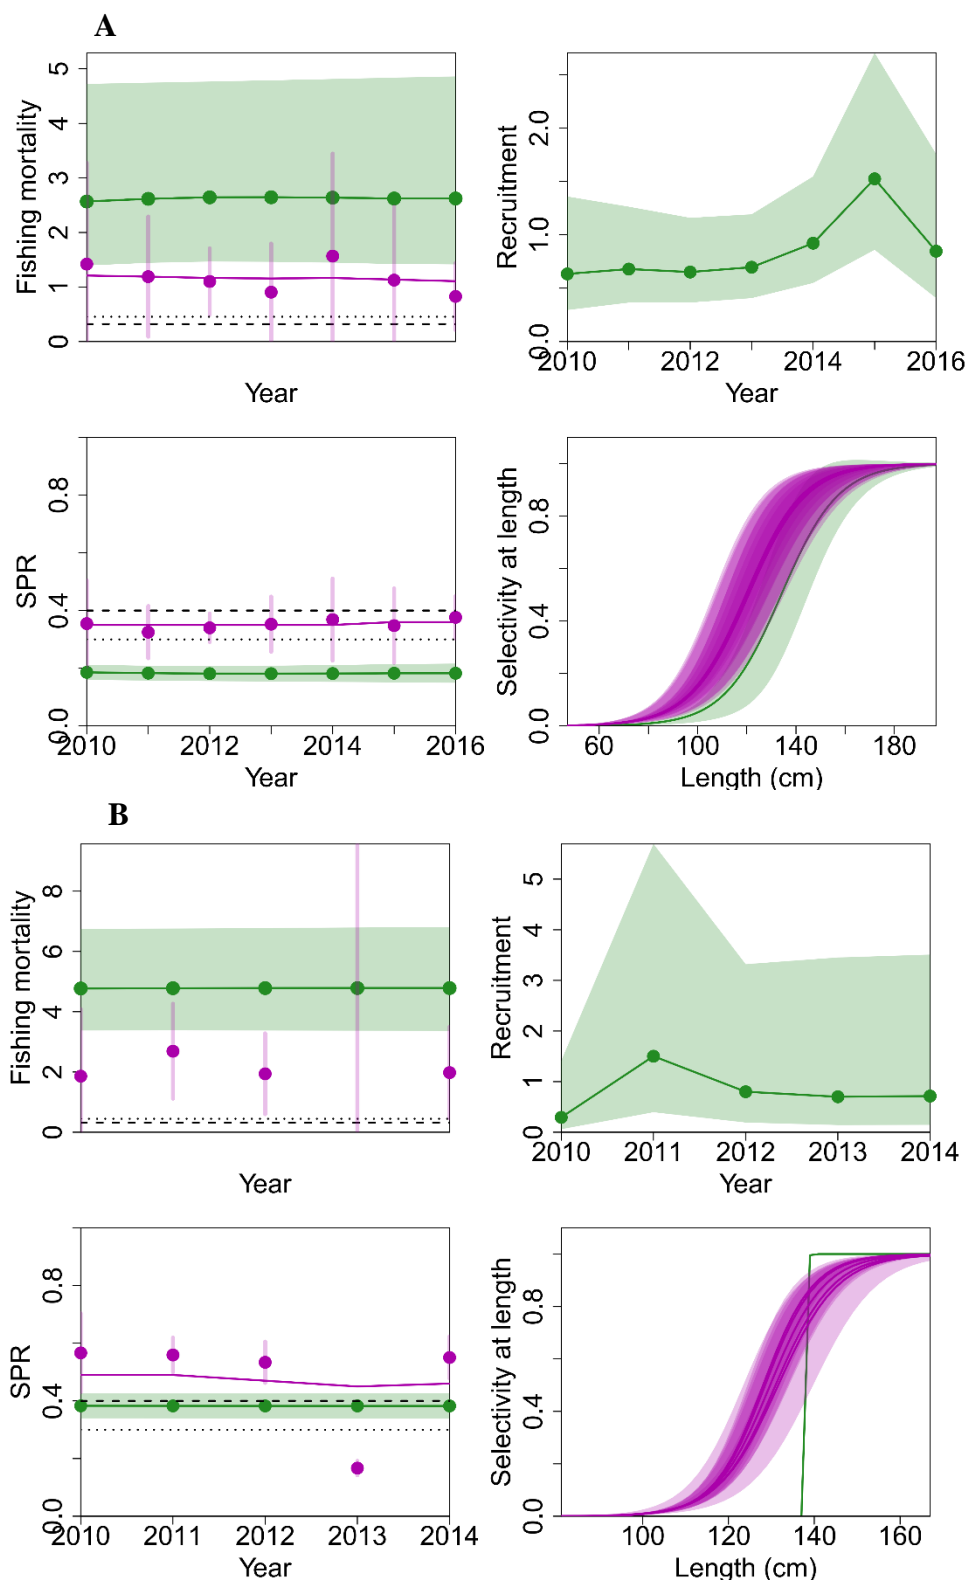 A
Fishing mortality
0 1 2 3 4 5
Year
Recruitment
0.0 1.0 2.0
2010 2012 2014 2016
Year
SPR
0.0 0.4 0.8
2010 2012 2014 2016
Year
Selectivity at length
0.0 0.4 0.8
60 100 140 180
Length (cm)
B
Fishing mortality
0 2 4 6 8
Year
Recruitment
0 1 2 3 4 5
2010 2011 2012 2013 2014
Year
SPR
0.0 0.4 0.8
2010 2011 2012 2013 2014
Year
Selectivity at length
0.0 0.4 0.8
100 120 140 160
Length (cm)